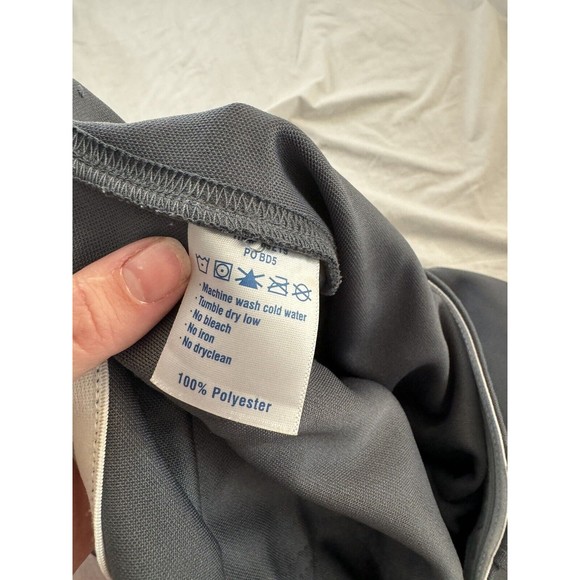 PO BD5
· Machine wash cold water
· Tumble dry low
· No bleach
· No iron
· No dryclean
100% Polyester